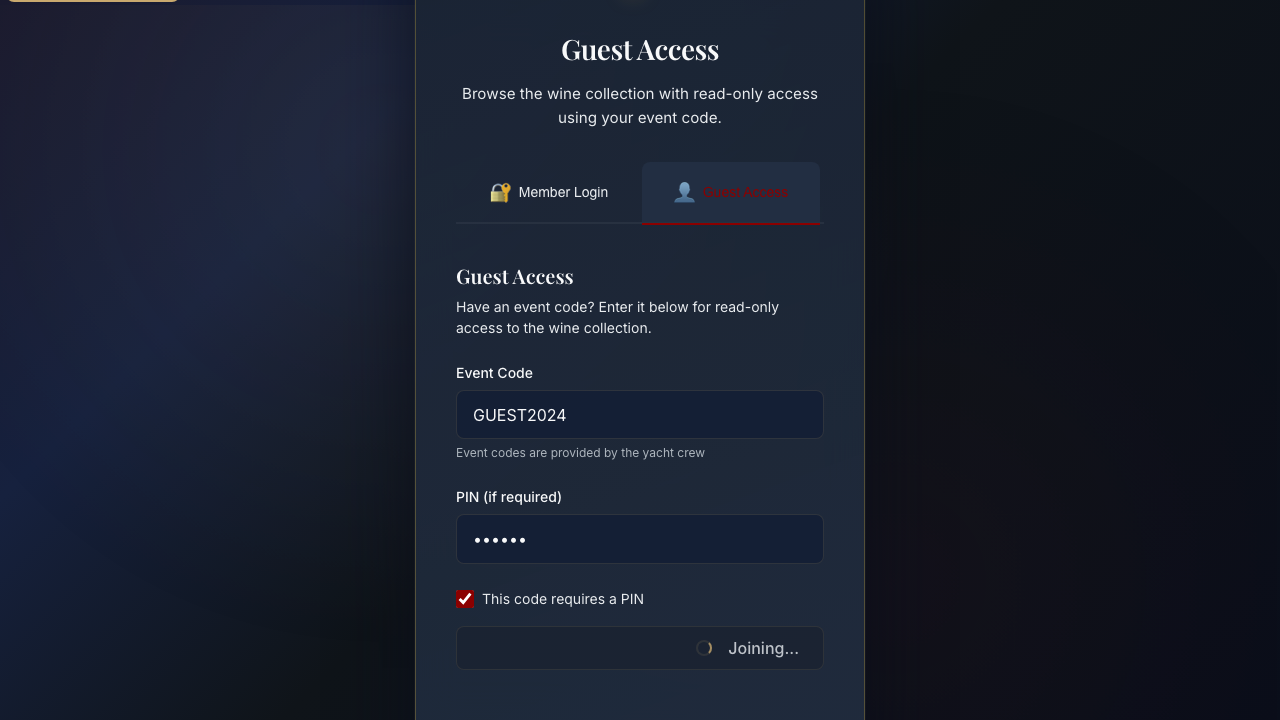 Guest Access
Browse the wine collection with read-only access
using your event code.
Member Login
Guest Access
Guest Access
Have an event code? Enter it below for read-only
access to the wine collection.
Event Code
GUEST2024
Event codes are provided by the yacht crew
PIN (if required)
••••••
This code requires a PIN
Joining...